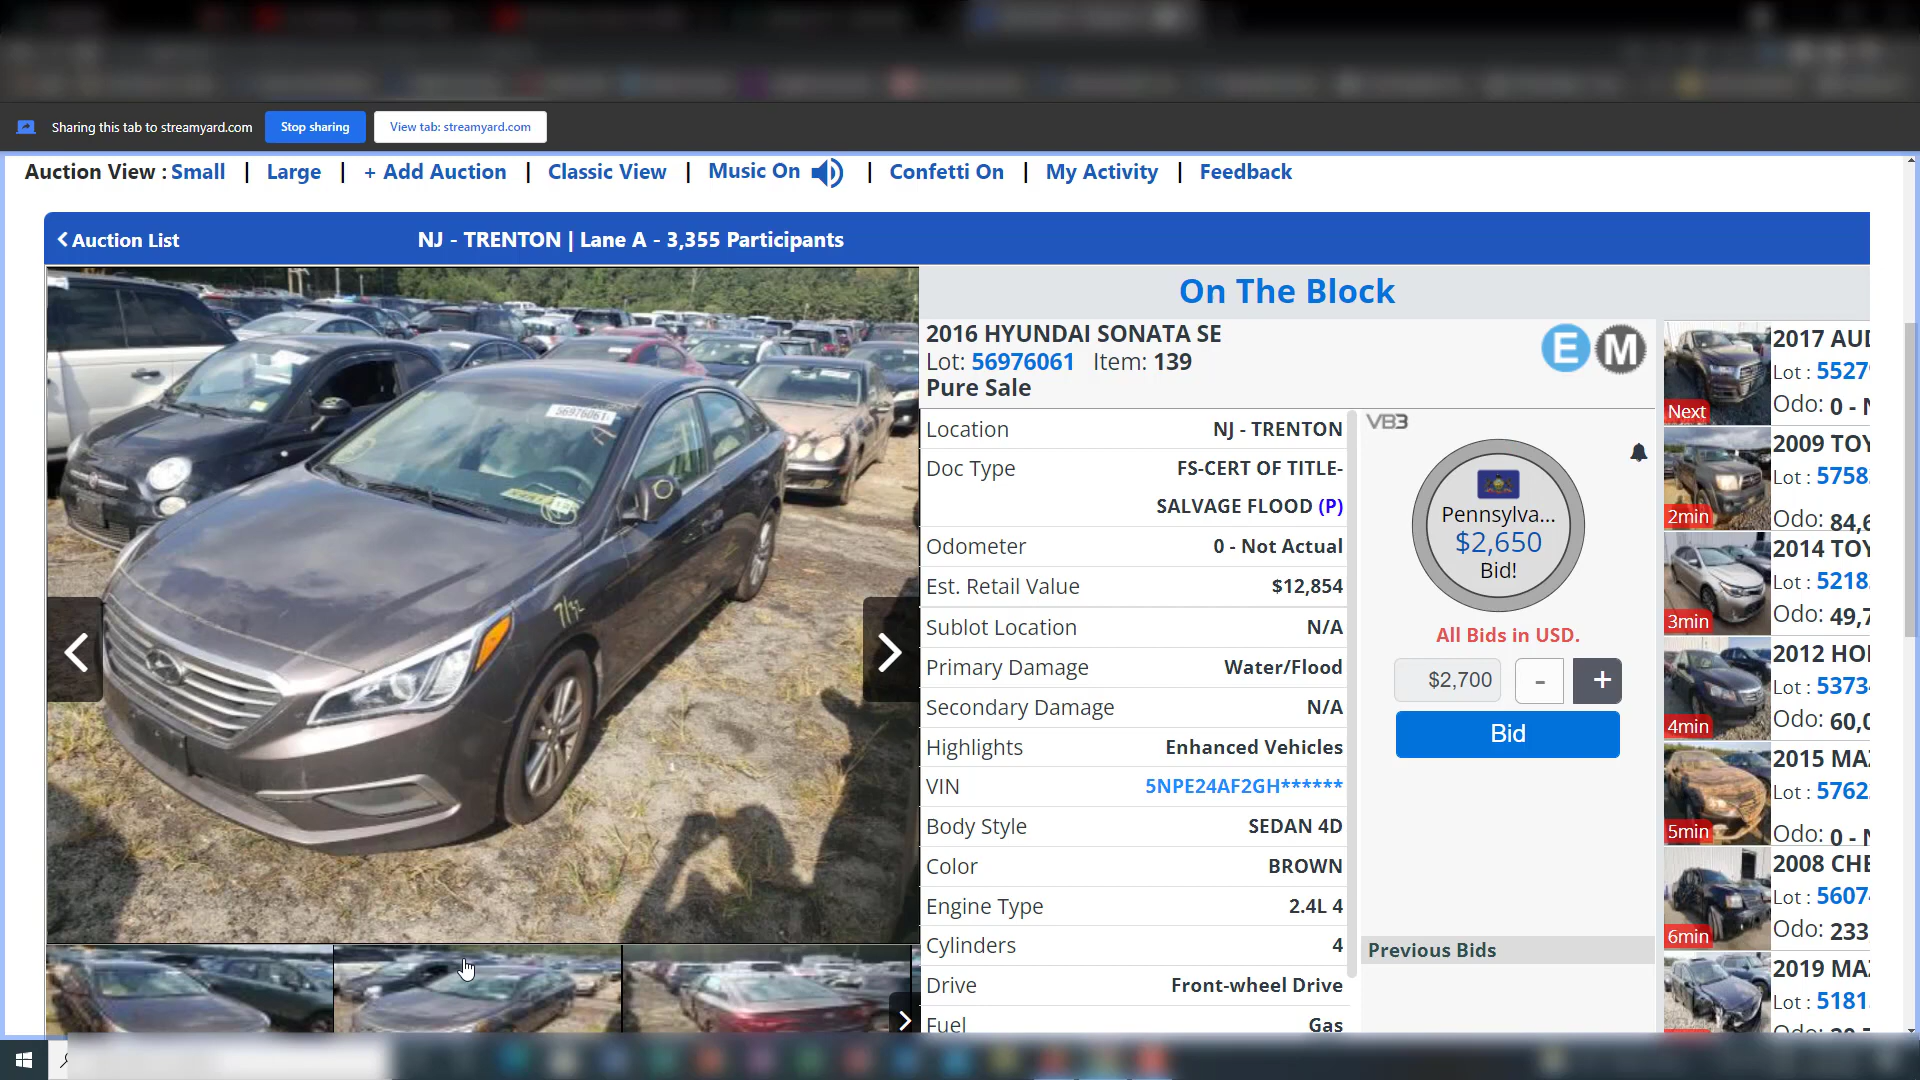 Sharing this tab to streamyard.com Stop sharing View tab: streamyard.com
Auction View : Small | Large | + Add Auction | Classic View | Music On | Confetti On | My Activity | Feedback
Auction List NJ - TRENTON | Lane A - 3,355 Participants
On The Block
2016 HYUNDAI SONATA SE
Lot: 56976061 Item: 139
Pure Sale
E M
Location NJ - TRENTON
Doc Type FS-CERT OF TITLE-
SALVAGE FLOOD (P)
Odometer 0 - Not Actual
Est. Retail Value $12,854
Sublot Location N/A
Primary Damage Water/Flood
Secondary Damage N/A
Highlights Enhanced Vehicles
VIN 5NPE24AF2GH******
Body Style SEDAN 4D
Color BROWN
Engine Type 2.4L 4
Cylinders 4
Drive Front-wheel Drive
Fuel Gas
VB3
Pennsylva...
$2,650
Bid!
All Bids in USD.
$2,700 - +
Bid
Previous Bids
2017 AUD
Lot : 5527
Odo: 0 - N
Next
2009 TOY
Lot : 5758
Odo: 84,6
2min
2014 TOY
Lot : 5218
Odo: 49,7
3min
2012 HO
Lot : 5373
Odo: 60,0
4min
2015 MA
Lot : 5762
Odo: 0 - N
5min
2008 CHE
Lot : 5607
Odo: 233
6min
2019 MA
Lot : 5181
56976061
7/32